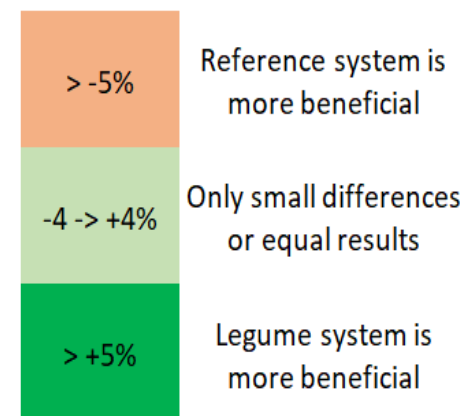 > -5%
Reference system is
more beneficial
-4 -> +4%
Only small differences
or equal results
> +5%
Legume system is
more beneficial